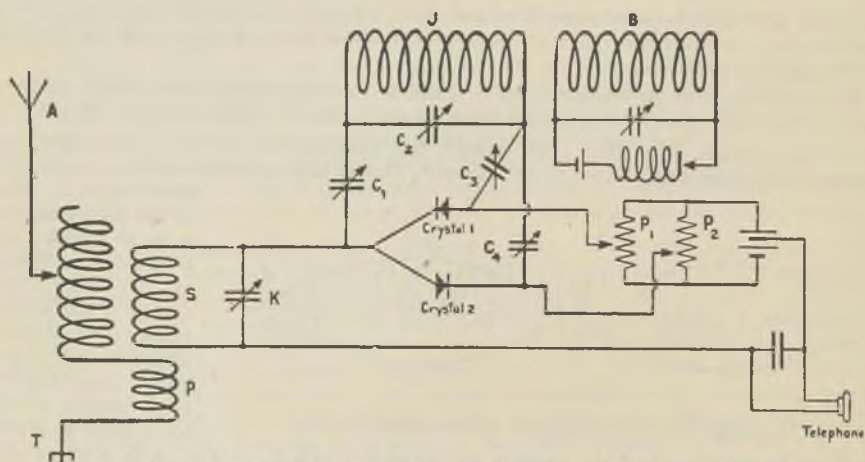 J
B
A
C₂
C₃
C₁
Crystal 1
P₁
P₂
C₄
S
K
Crystal 2
P
T
Telephone